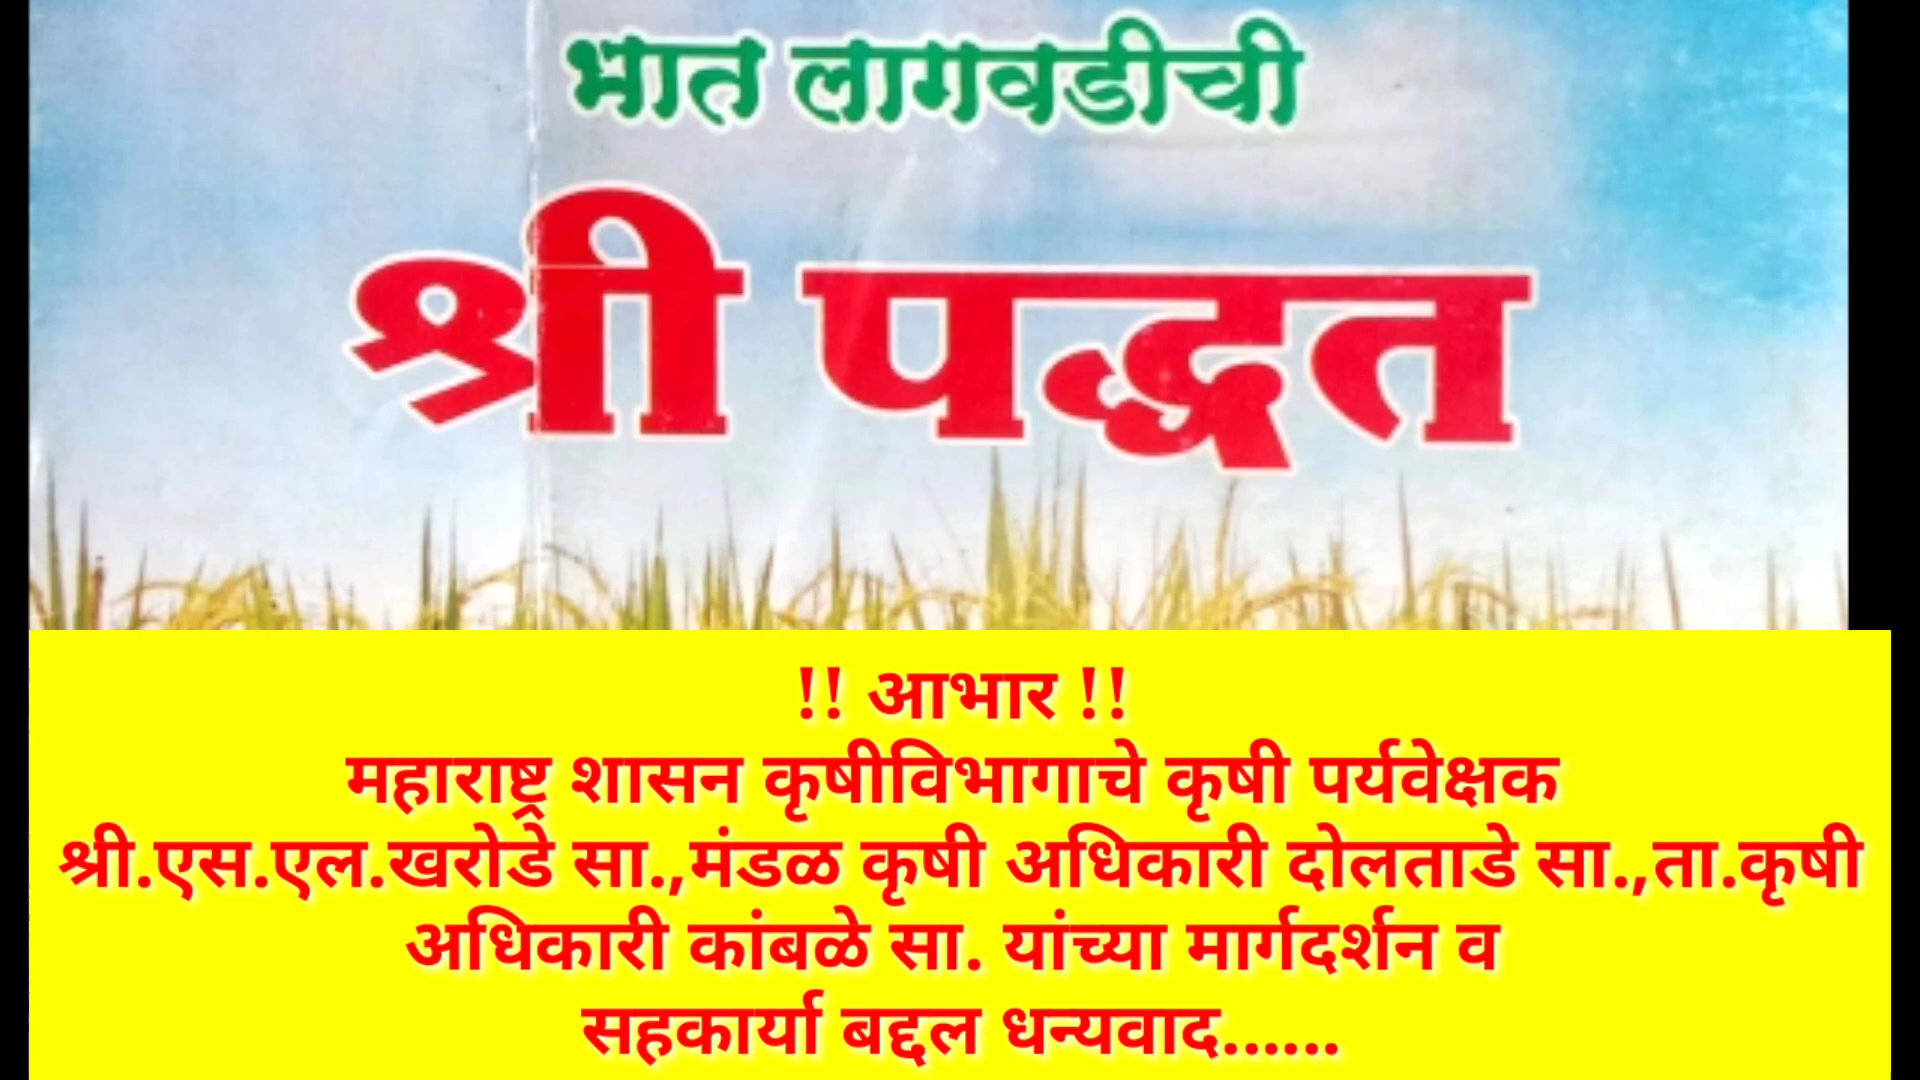 भात लागवडीची
श्री पद्धत
!! आभार !!
महाराष्ट्र शासन कृषीविभागाचे कृषी पर्यवेक्षक
श्री.एस.एल.खरोडे सा.,मंडळ कृषी अधिकारी दोलताडे सा.,ता.कृषी
अधिकारी कांबळे सा. यांच्या मार्गदर्शन व
सहकार्या बद्दल धन्यवाद......